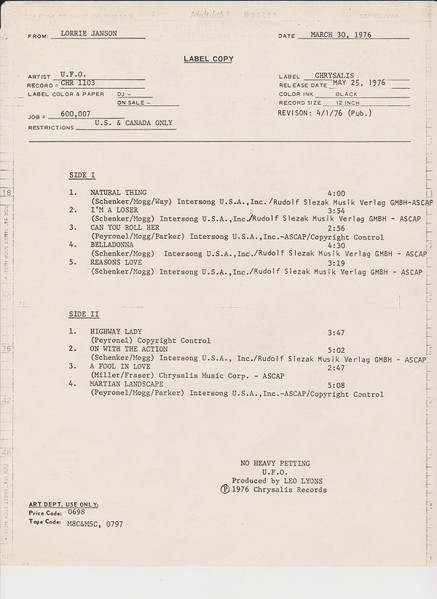 FROM: LORRIE JANSON DATE MARCH 30, 1976
LABEL COPY
ARTIST U.F.O. LABEL CHRYSALIS
RECORD # CHR 1103 RELEASE DATE MAY 25, 1976
LABEL COLOR & PAPER DJ - COLOR INK BLACK
ON SALE - RECORD SIZE 12 INCH
JOB # 600,007 REVISON: 4/1/76 (Pub.)
RESTRICTIONS U.S. & CANADA ONLY
SIDE I
1. NATURAL THING 4:00
(Schenker/Mogg/Way) Intersong U.S.A.,Inc./Rudolf Slezak Musik Verlag GMBH-ASCAP
2. I'M A LOSER 3:54
(Schenker/Mogg) Intersong U.S.A.,Inc./Rudolf Slezak Musik Verlag GMBH - ASCAP
3. CAN YOU ROLL HER 2:56
(Peyronel/Mogg/Parker) Intersong U.S.A.,Inc.-ASCAP/Copyright Control
4. BELLADONNA 4:30
(Schenker/Mogg) Intersong U.S.A.,Inc./Rudolf Slezak Musik Verlag GMBH - ASCAP
5. REASONS LOVE 3:19
(Schenker/Mogg) Intersong U.S.A.,Inc./Rudolf Slezak Musik Verlag GMBH - ASCAP
SIDE II
1. HIGHWAY LADY 3:47
(Peyronel) Copyright Control
2. ON WITH THE ACTION 5:02
(Schenker/Mogg) Intersong U.S.A., Inc./Rudolf Slezak Musik Verlag GMBH - ASCAP
3. A FOOL IN LOVE 2:47
(Miller/Fraser) Chrysalis Music Corp. - ASCAP
4. MARTIAN LANDSCAPE 5:08
(Peyronel/Mogg/Parker) Intersong U.S.A.,Inc.-ASCAP/Copyright Control
NO HEAVY PETTING
U.F.O.
Produced by LEO LYONS
Ⓟ 1976 Chrysalis Records
ART DEPT. USE ONLY:
Price Code: 0698
Tape Code: M8C&M5C, 0797
18
36